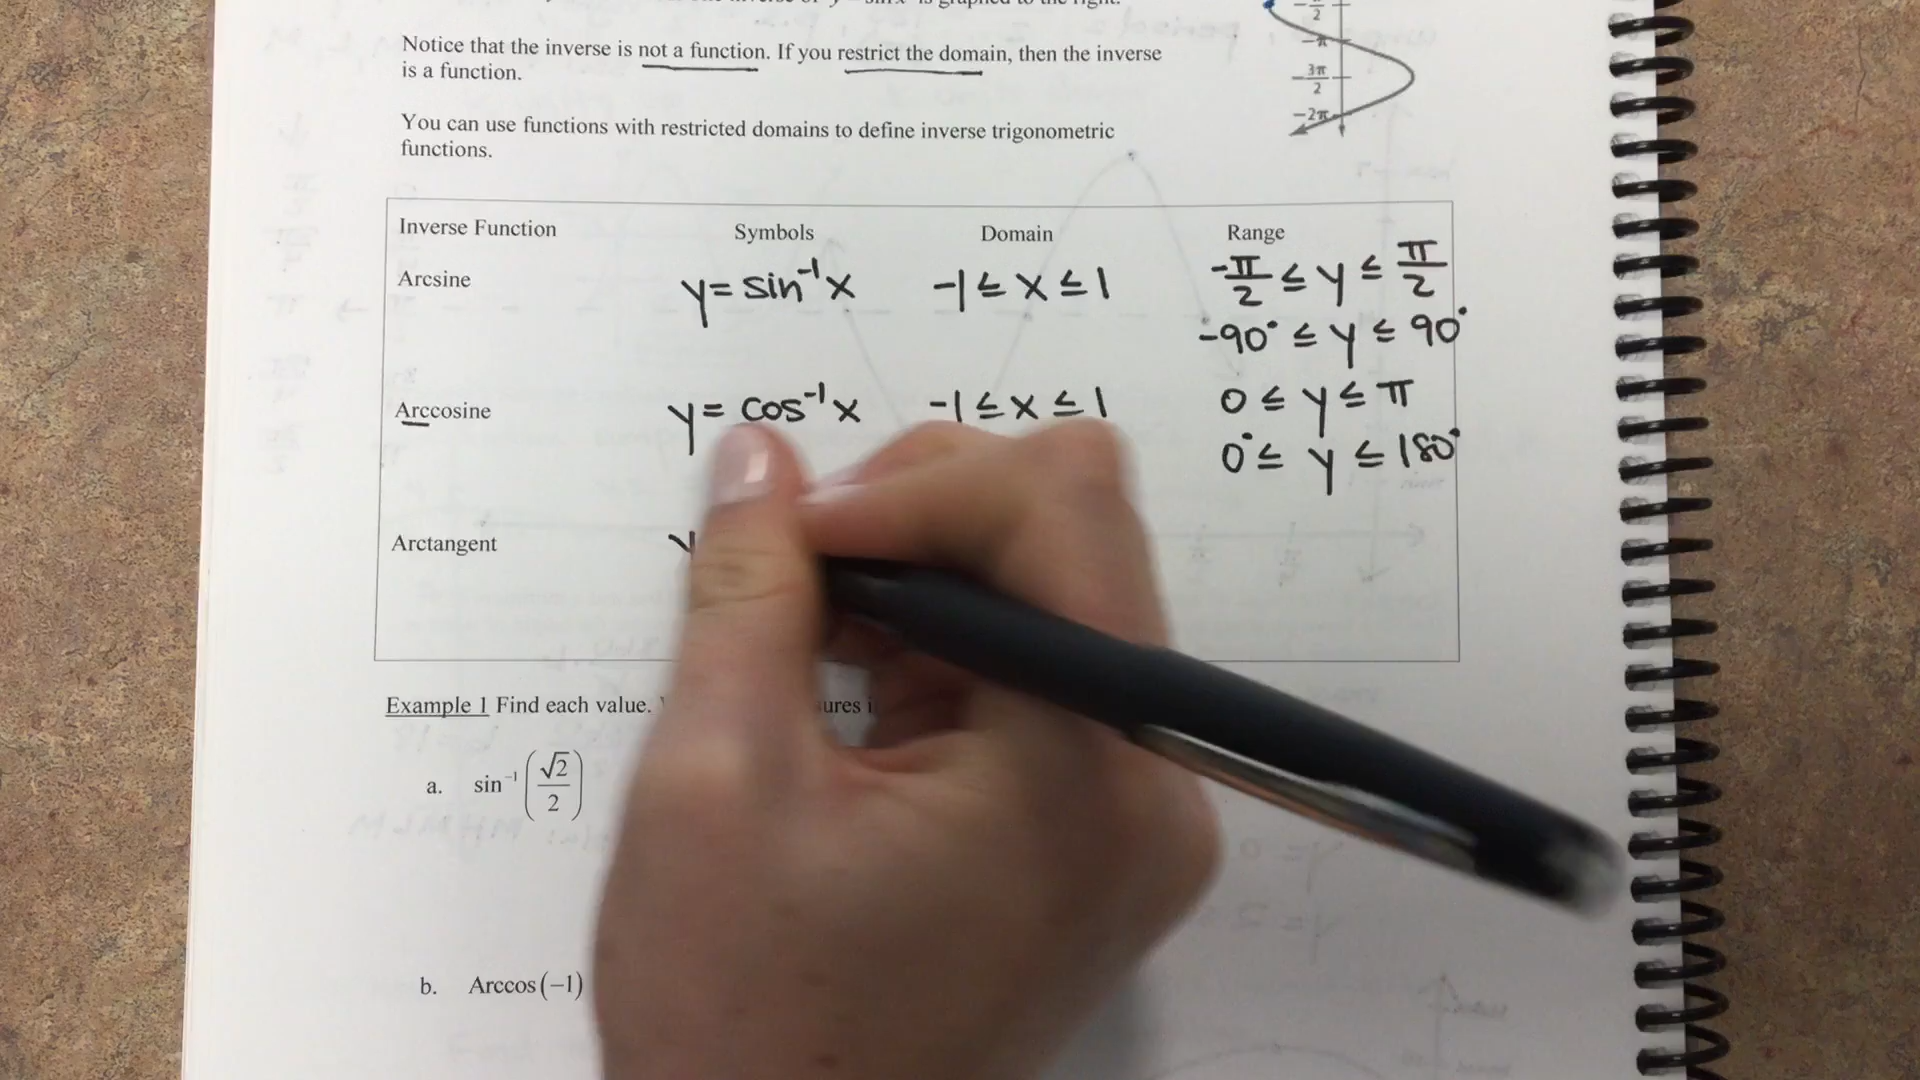 Notice that the inverse is not a function. If you restrict the domain, then the inverse
is a function.
You can use functions with restricted domains to define inverse trigonometric
functions.
-π/2
-π
-3π/2
-2π
Inverse Function Symbols Domain Range
Arcsine y = sin⁻¹x -1 ≤ x ≤ 1 -π/2 ≤ y ≤ π/2
-90° ≤ y ≤ 90°
Arccosine y = cos⁻¹x -1 ≤ x ≤ 1 0 ≤ y ≤ π
0° ≤ y ≤ 180°
Arctangent y
Example 1 Find each value.
a. sin⁻¹(√2/2)
b. Arccos(−1)